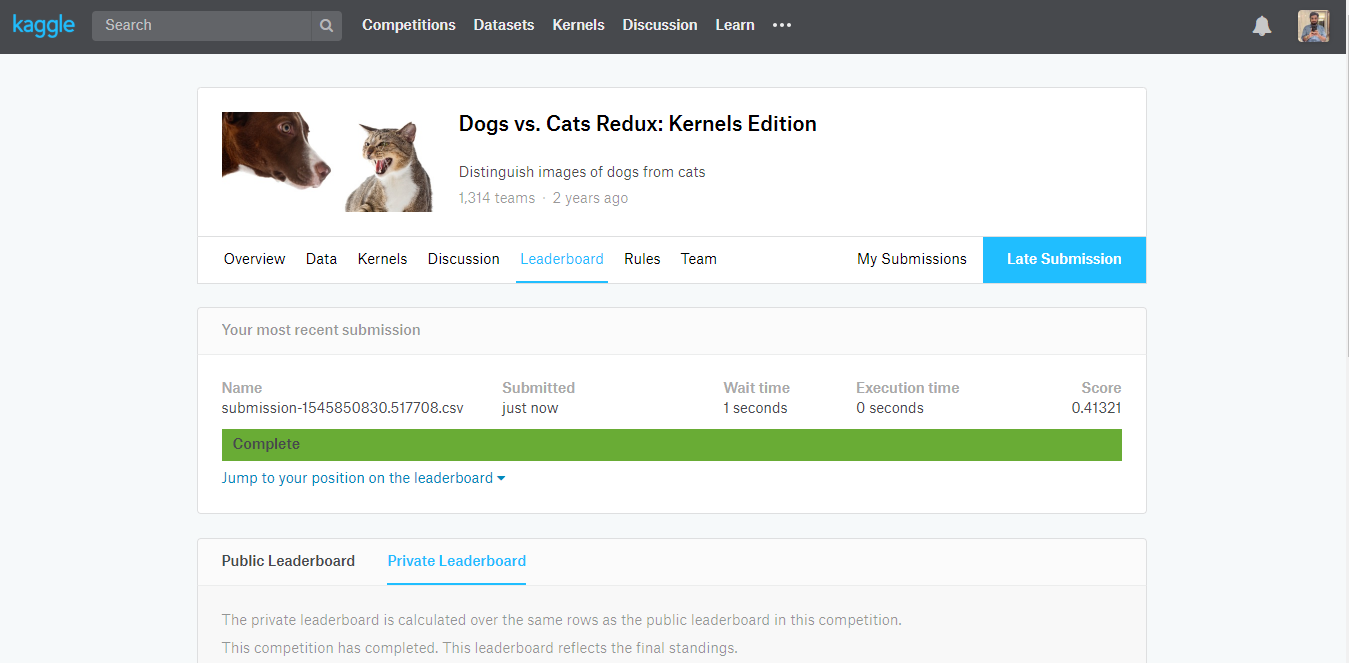 kaggle Search Competitions Datasets Kernels Discussion Learn
Dogs vs. Cats Redux: Kernels Edition
Distinguish images of dogs from cats
1,314 teams · 2 years ago
Overview Data Kernels Discussion Leaderboard Rules Team My Submissions Late Submission
Your most recent submission
Name Submitted Wait time Execution time Score
submission-1545850830.517708.csv just now 1 seconds 0 seconds 0.41321
Complete
Jump to your position on the leaderboard
Public Leaderboard Private Leaderboard
The private leaderboard is calculated over the same rows as the public leaderboard in this competition.
This competition has completed. This leaderboard reflects the final standings.